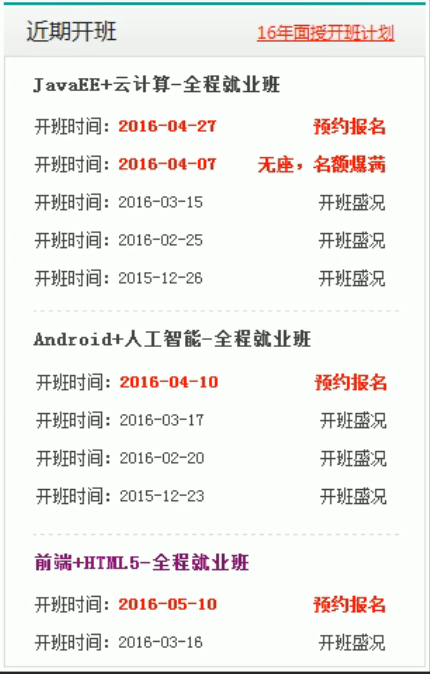 近期开班 16年面授开班计划
JavaEE+云计算-全程就业班
开班时间：2016-04-27 预约报名
开班时间：2016-04-07 无座，名额爆满
开班时间：2016-03-15 开班盛况
开班时间：2016-02-25 开班盛况
开班时间：2015-12-26 开班盛况
Android+人工智能-全程就业班
开班时间：2016-04-10 预约报名
开班时间：2016-03-17 开班盛况
开班时间：2016-02-20 开班盛况
开班时间：2015-12-23 开班盛况
前端+HTML5-全程就业班
开班时间：2016-05-10 预约报名
开班时间：2016-03-16 开班盛况